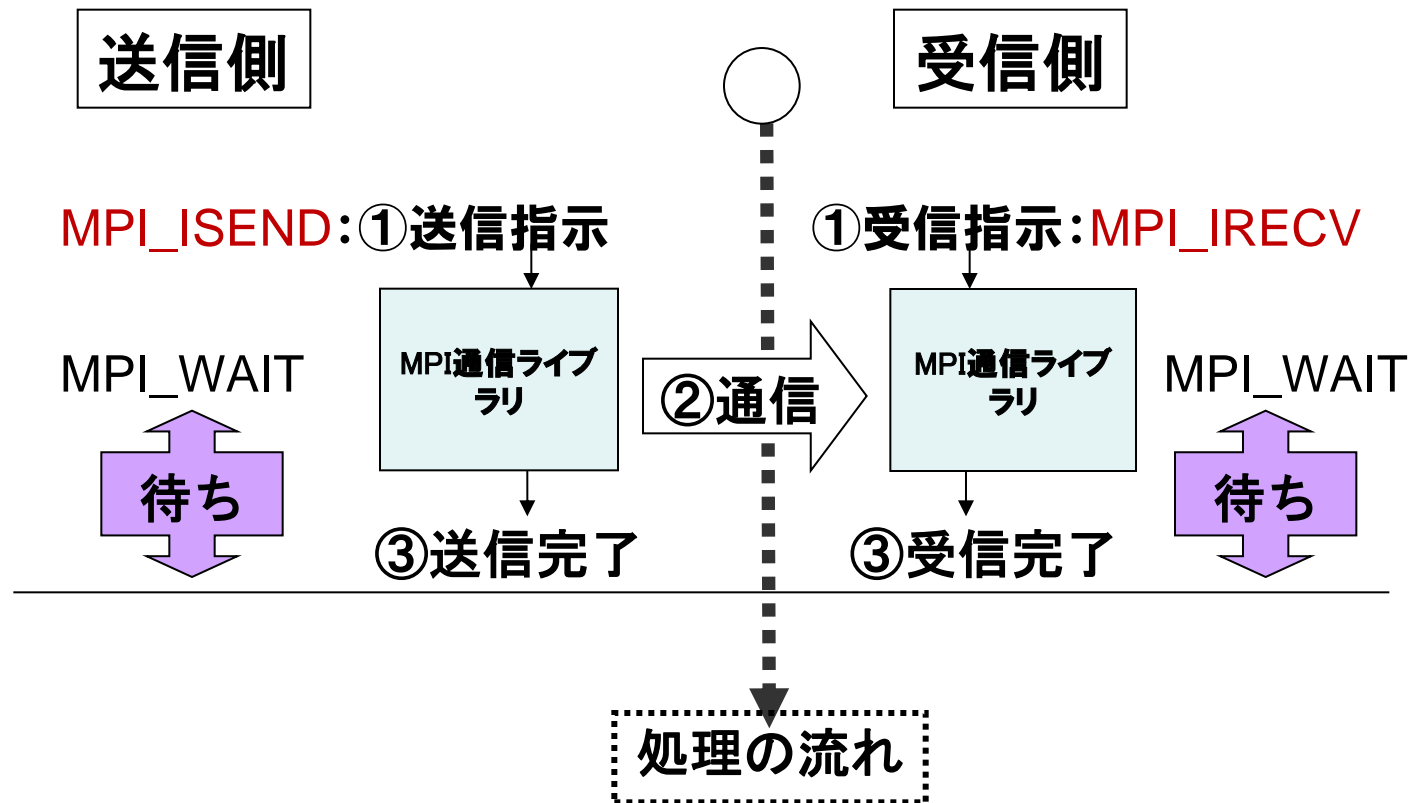 送信側
受信側
MPI_ISEND：①送信指示
①受信指示：MPI_IRECV
MPI_WAIT
MPI通信ライブ
ラリ
②通信
MPI通信ライブ
ラリ
MPI_WAIT
待ち
待ち
③送信完了
③受信完了
処理の流れ